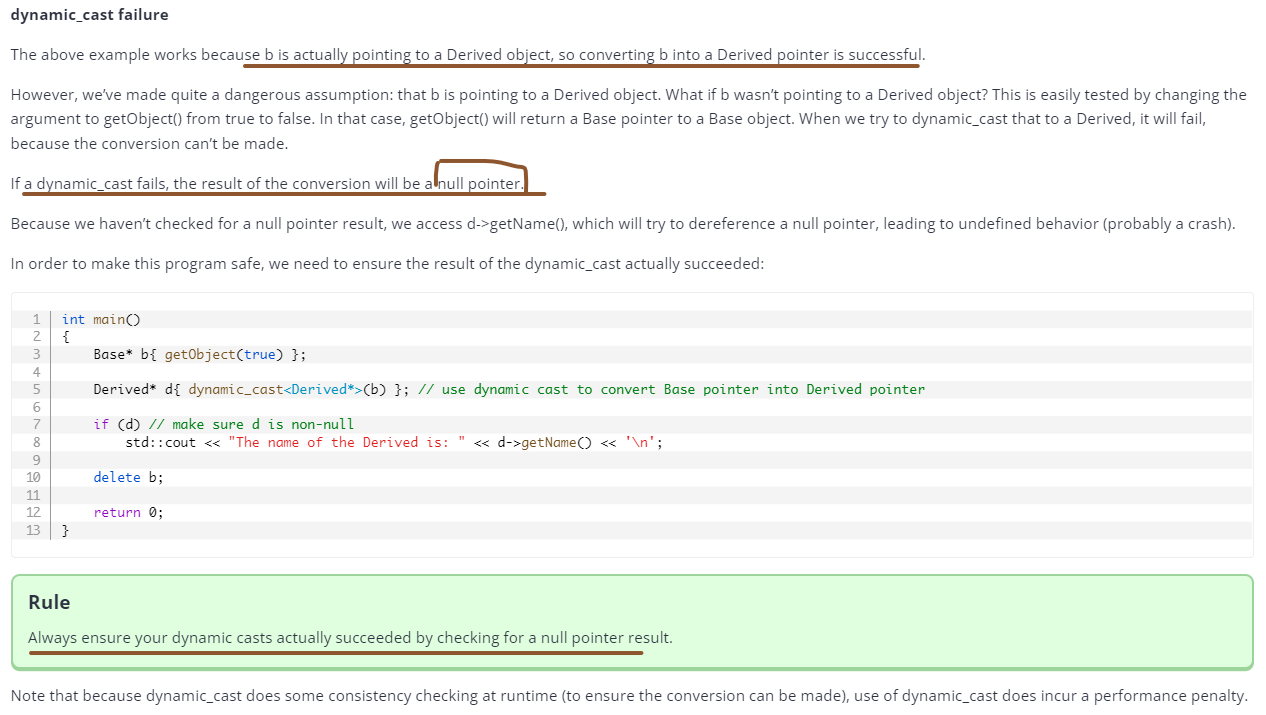 dynamic_cast failure
The above example works because b is actually pointing to a Derived object, so converting b into a Derived pointer is successful.
However, we’ve made quite a dangerous assumption: that b is pointing to a Derived object. What if b wasn’t pointing to a Derived object? This is easily tested by changing the
argument to getObject() from true to false. In that case, getObject() will return a Base pointer to a Base object. When we try to dynamic_cast that to a Derived, it will fail,
because the conversion can’t be made.
If a dynamic_cast fails, the result of the conversion will be a null pointer.
Because we haven’t checked for a null pointer result, we access d->getName(), which will try to dereference a null pointer, leading to undefined behavior (probably a crash).
In order to make this program safe, we need to ensure the result of the dynamic_cast actually succeeded:
1 int main()
2 {
3     Base* b{ getObject(true) };
4
5     Derived* d{ dynamic_cast<Derived*>(b) }; // use dynamic cast to convert Base pointer into Derived pointer
6
7     if (d) // make sure d is non-null
8         std::cout << "The name of the Derived is: " << d->getName() << '\n';
9
10     delete b;
11
12     return 0;
13 }
Rule
Always ensure your dynamic casts actually succeeded by checking for a null pointer result.
Note that because dynamic_cast does some consistency checking at runtime (to ensure the conversion can be made), use of dynamic_cast does incur a performance penalty.